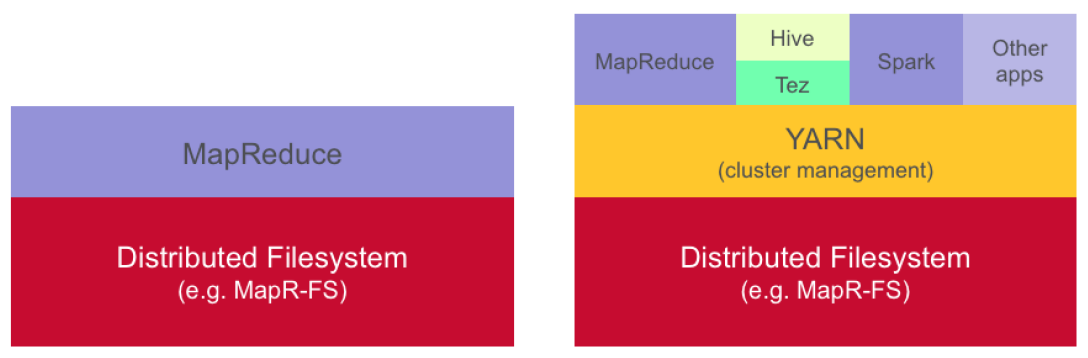 MapReduce
Distributed Filesystem
(e.g. MapR-FS)
MapReduce
Hive
Tez
Spark
Other
apps
YARN
(cluster management)
Distributed Filesystem
(e.g. MapR-FS)